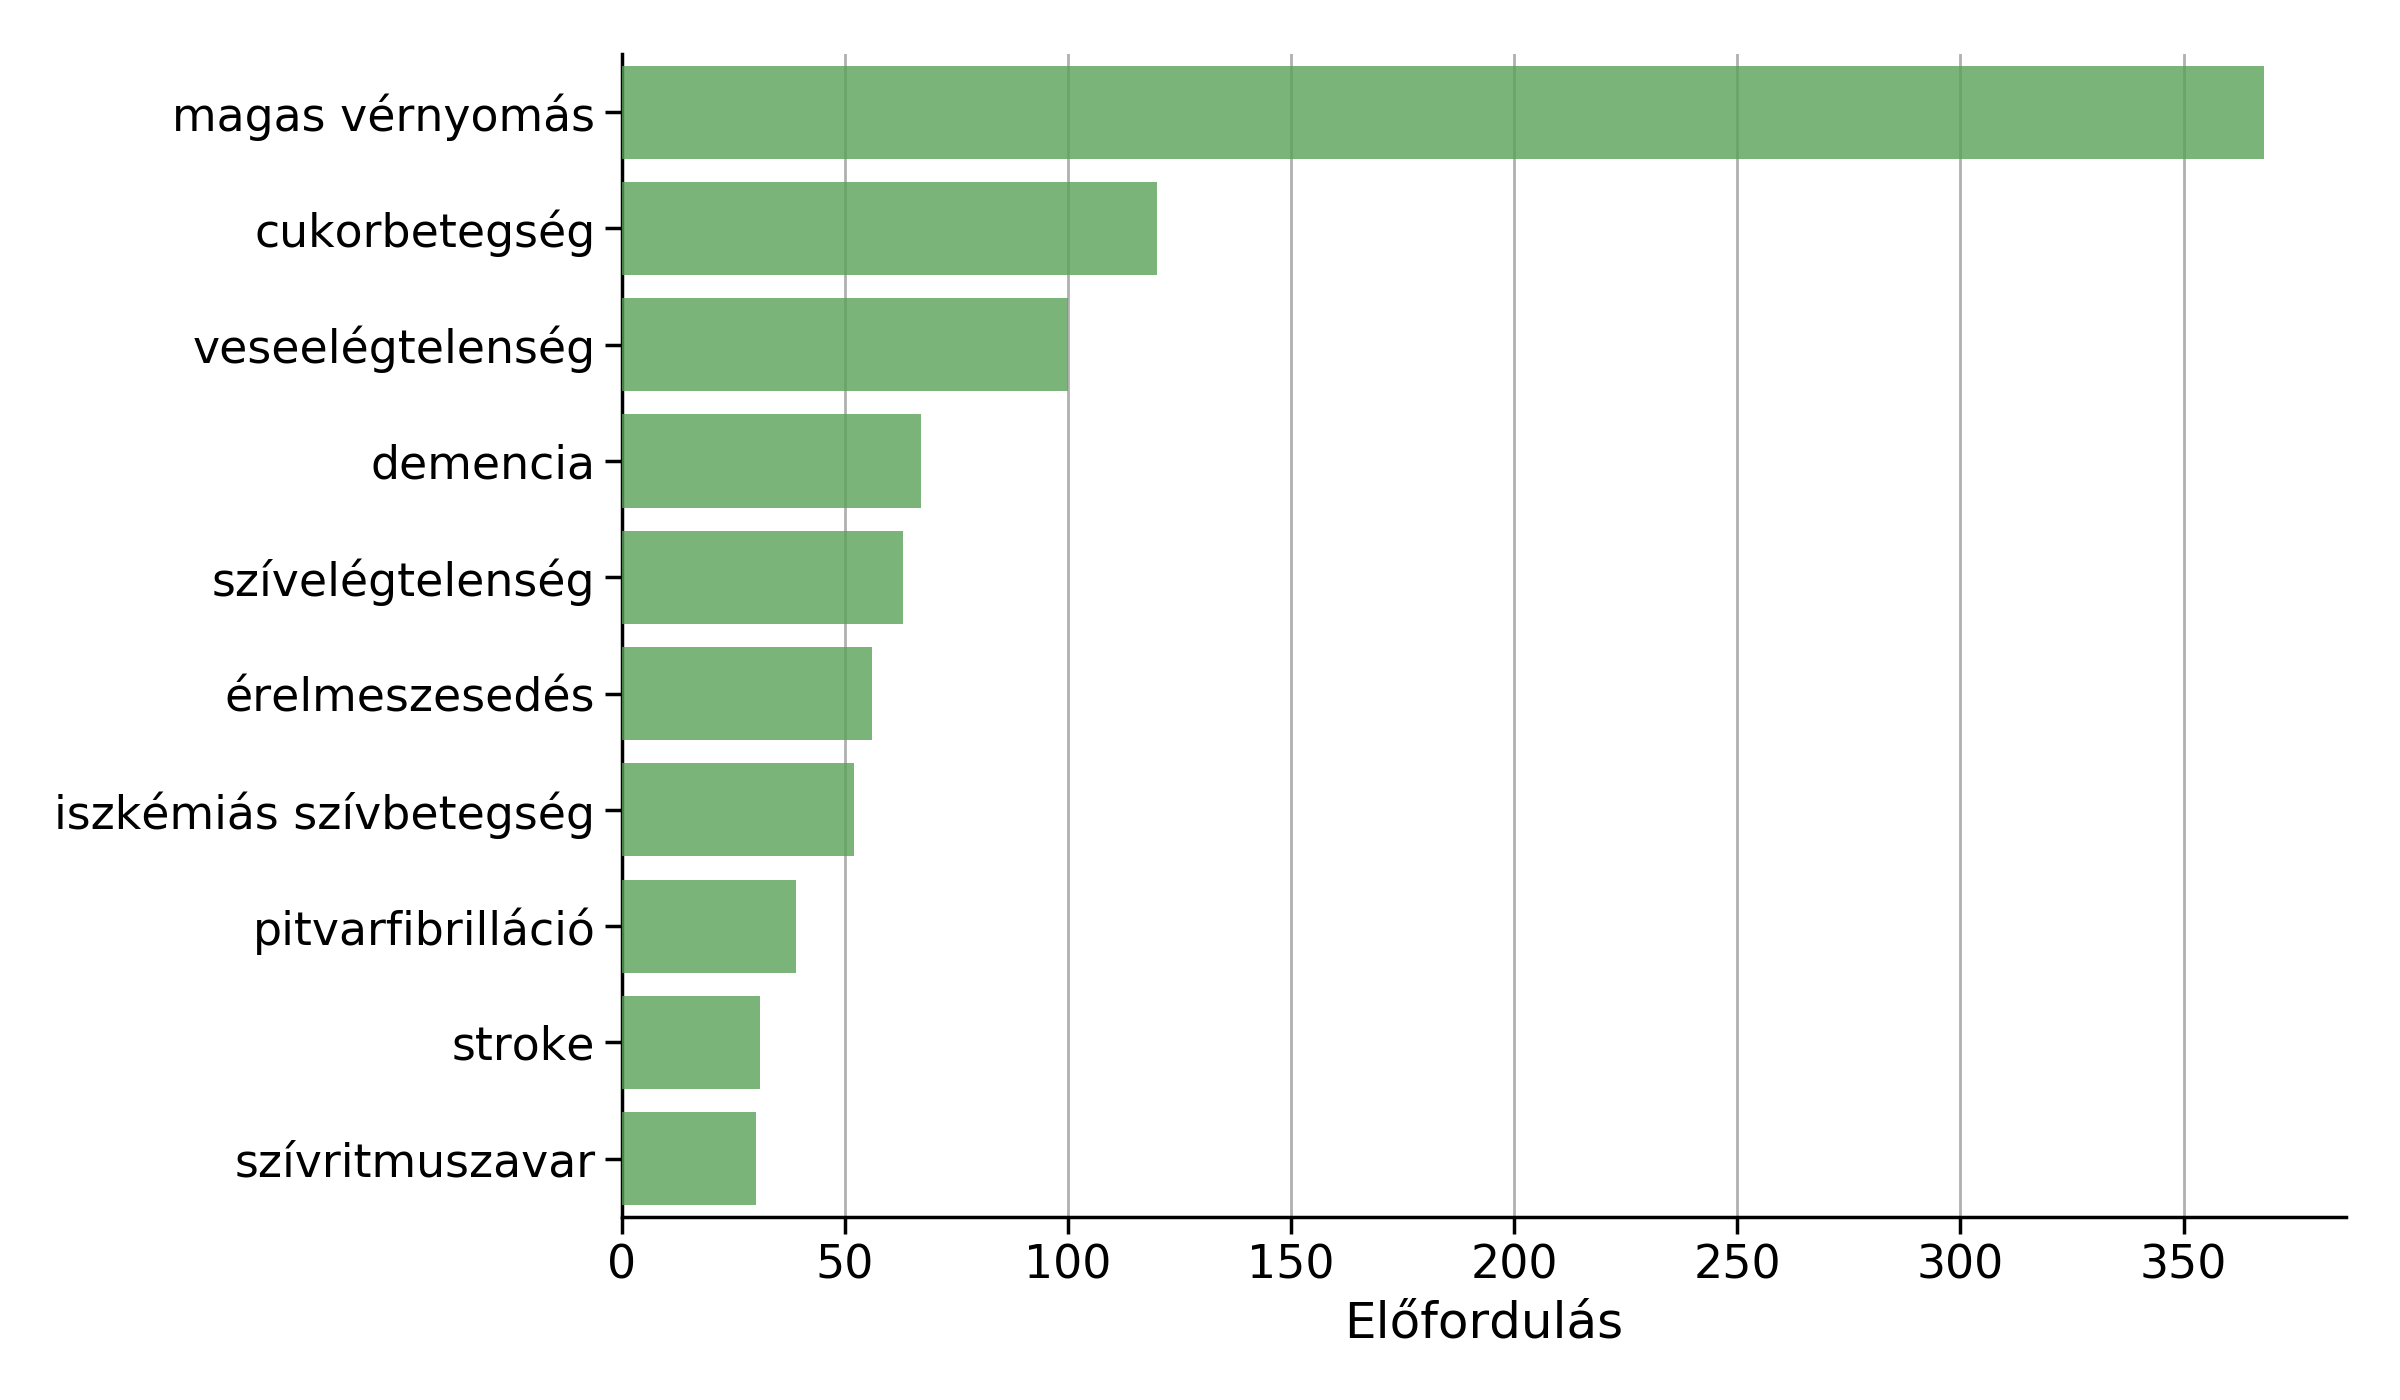 magas vérnyomás
cukorbetegség
veseelégtelenség
demencia
szívelégtelenség
érelmeszesedés
iszkémiás szívbetegség
pitvarfibrilláció
stroke
szívritmuszavar
0 50 100 150 200 250 300 350
Előfordulás